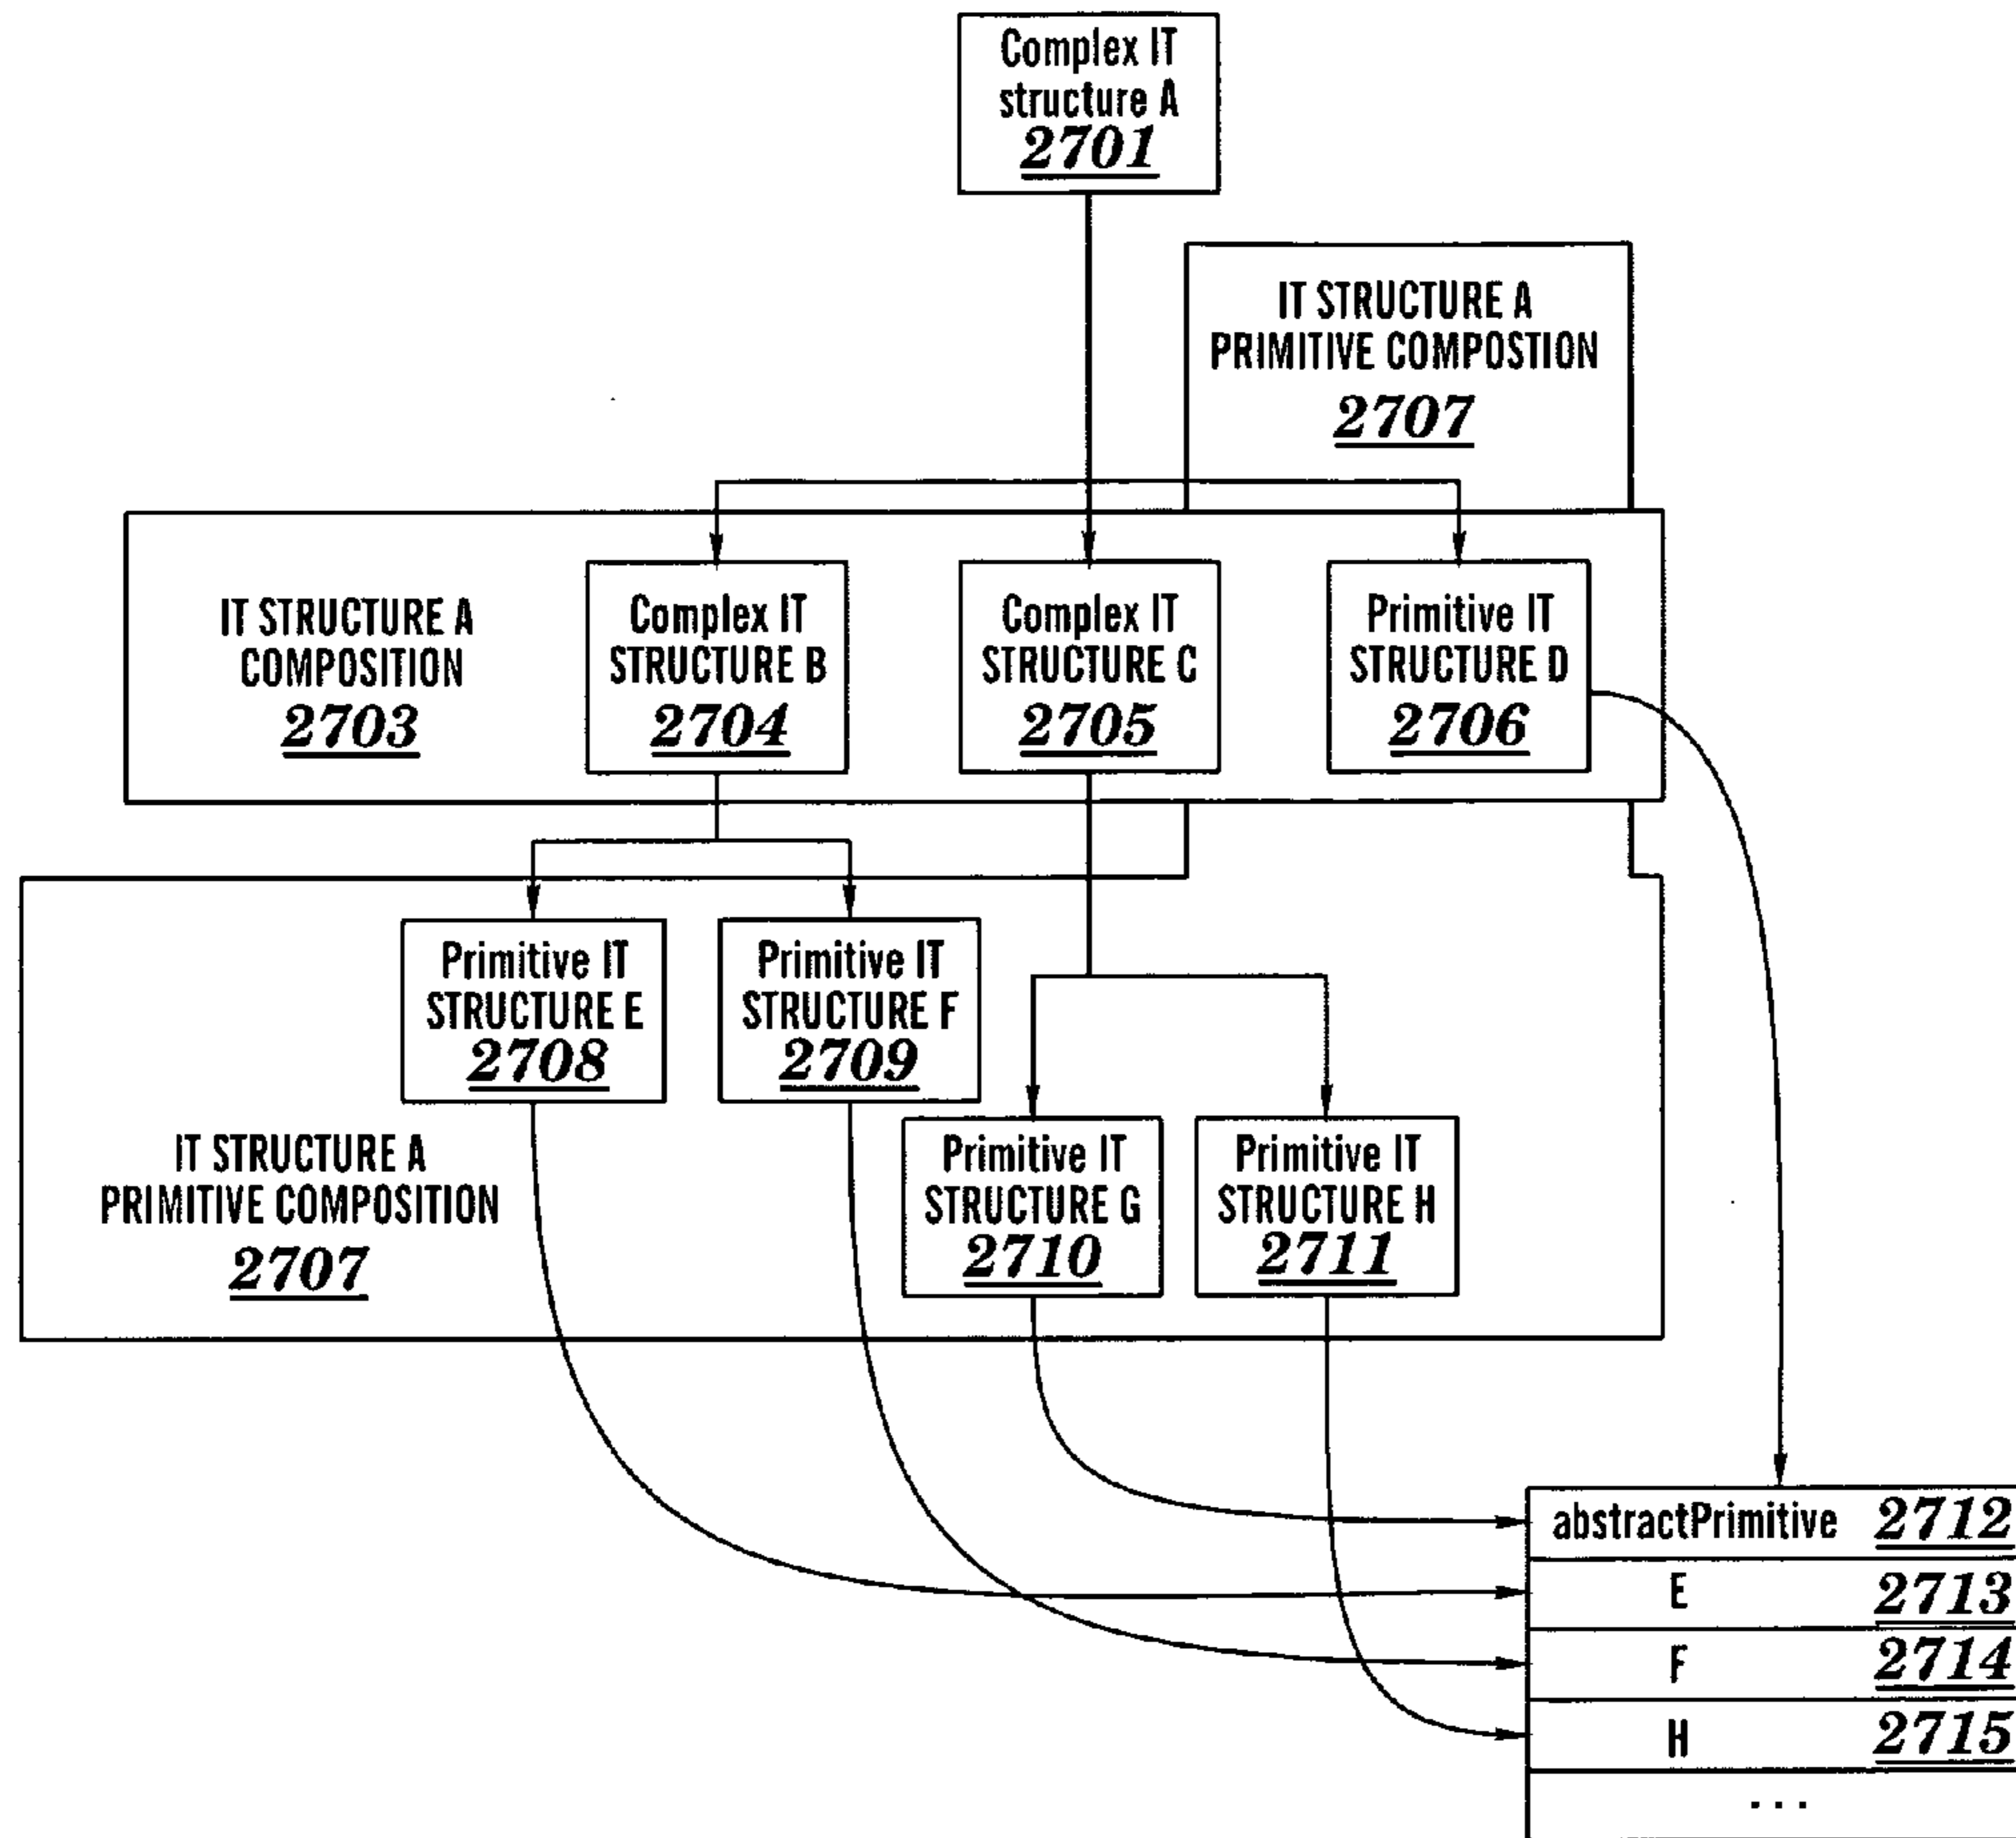 Complex IT
structure A
2701
IT STRUCTURE A
PRIMITIVE COMPOSTION
2707
IT STRUCTURE A
COMPOSITION
2703
Complex IT
STRUCTURE B
2704
Complex IT
STRUCTURE C
2705
Primitive IT
STRUCTURE D
2706
Primitive IT
STRUCTURE E
2708
Primitive IT
STRUCTURE F
2709
IT STRUCTURE A
PRIMITIVE COMPOSITION
2707
Primitive IT
STRUCTURE G
2710
Primitive IT
STRUCTURE H
2711
abstractPrimitive 2712
E 2713
F 2714
H 2715
...